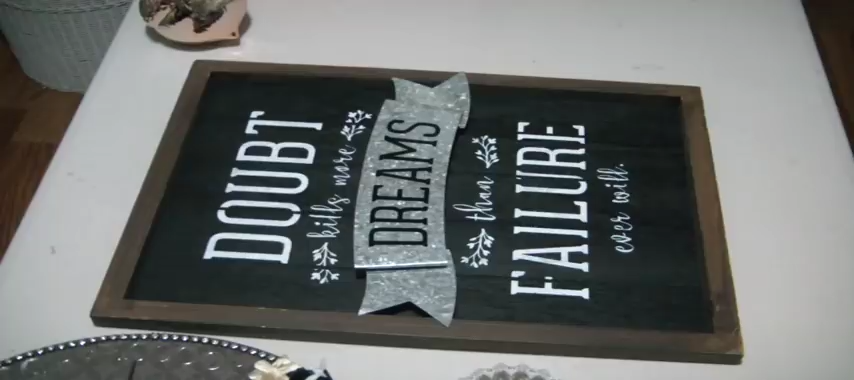 DOUBT
kills more
DREAMS
than
FAILURE
ever will.